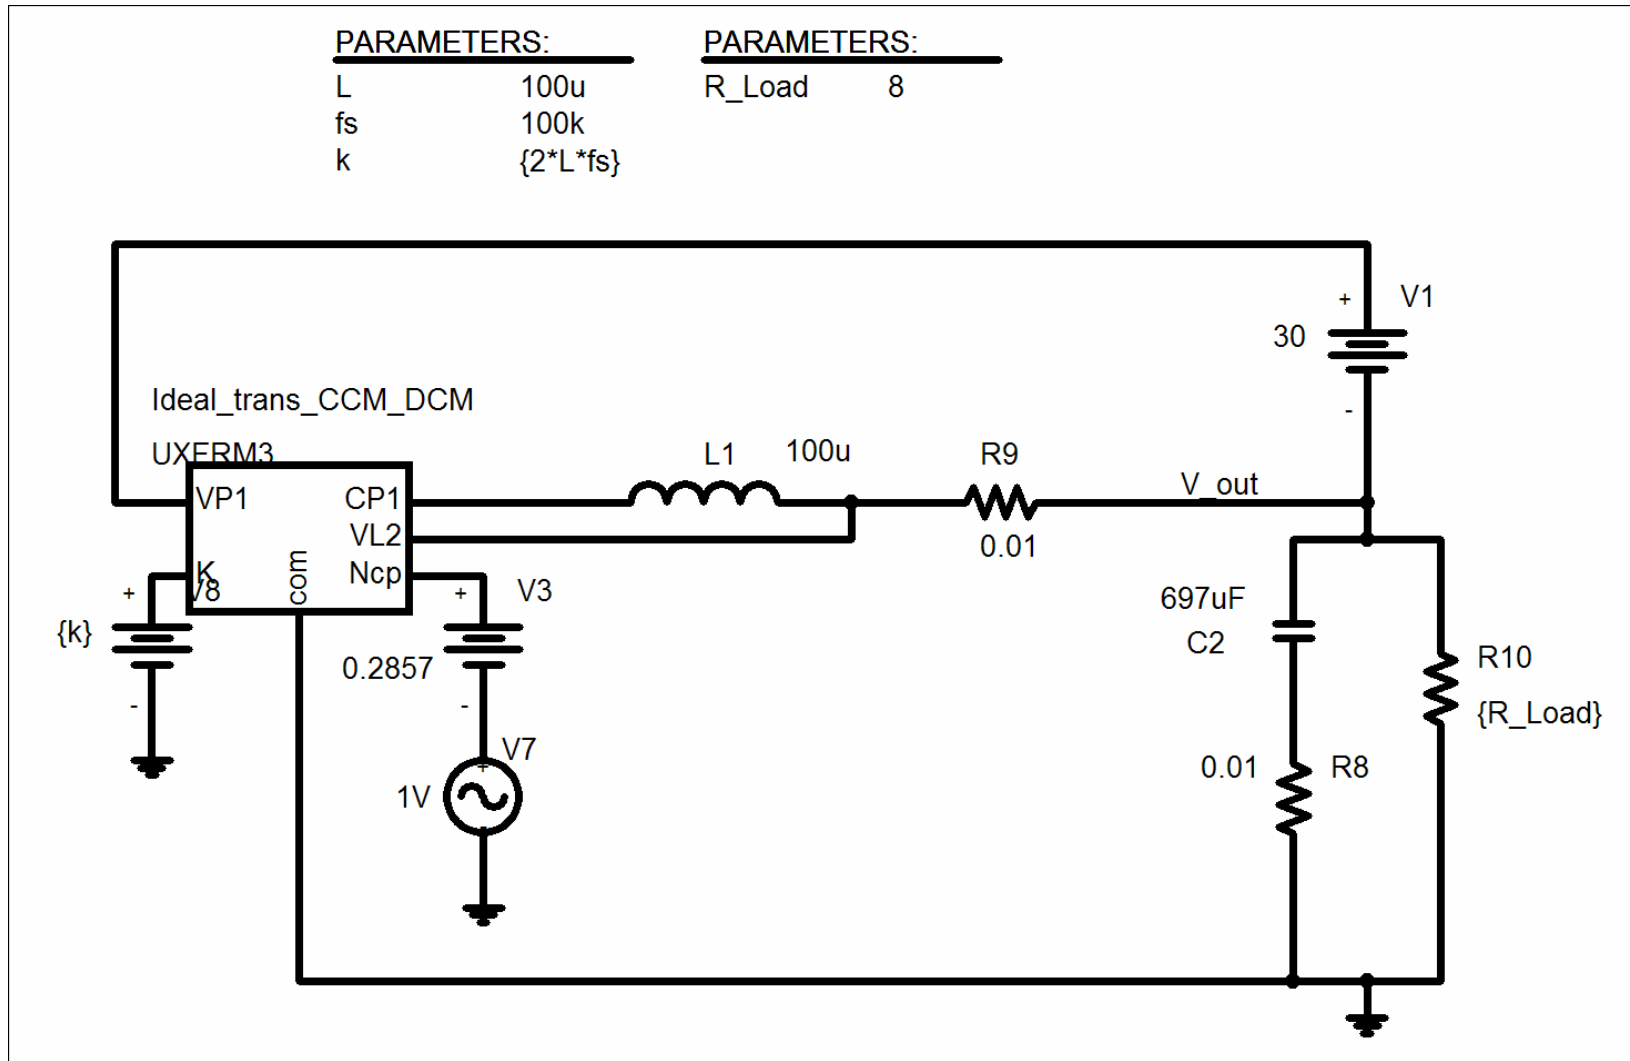 PARAMETERS: PARAMETERS:
L 100u R_Load 8
fs 100k
k {2*L*fs}
+ V1
30
-
Ideal_trans_CCM_DCM
UXFRM3
L1 100u R9
VP1 CP1 V_out
VL2
0.01
K com Ncp
+ V8 + V3
{k} 697uF
C2
0.2857 R10
- - {R_Load}
V7
+
1V 0.01 R8
-